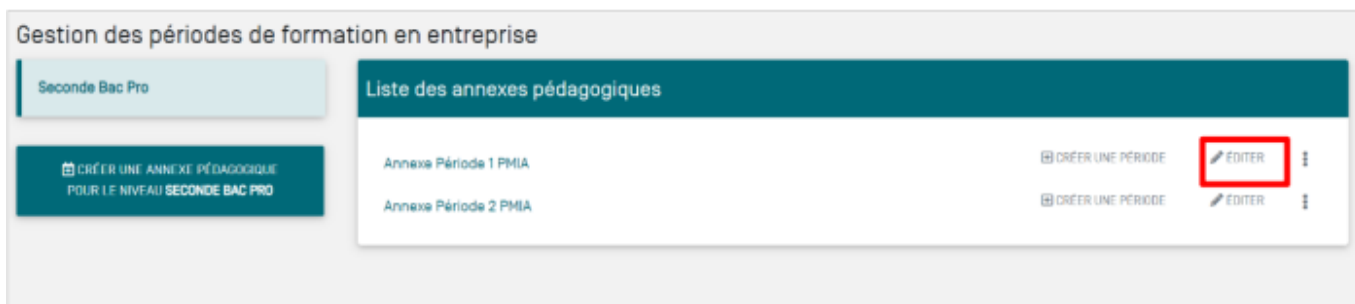 Gestion des périodes de formation en entreprise
Seconde Bac Pro
Liste des annexes pédagogiques
CRÉER UNE ANNEXE PÉDAGOGIQUE
POUR LE NIVEAU SECONDE BAC PRO
Annexe Période 1 PMIA
CRÉER UNE PÉRIODE
ÉDITER
Annexe Période 2 PMIA
CRÉER UNE PÉRIODE
ÉDITER